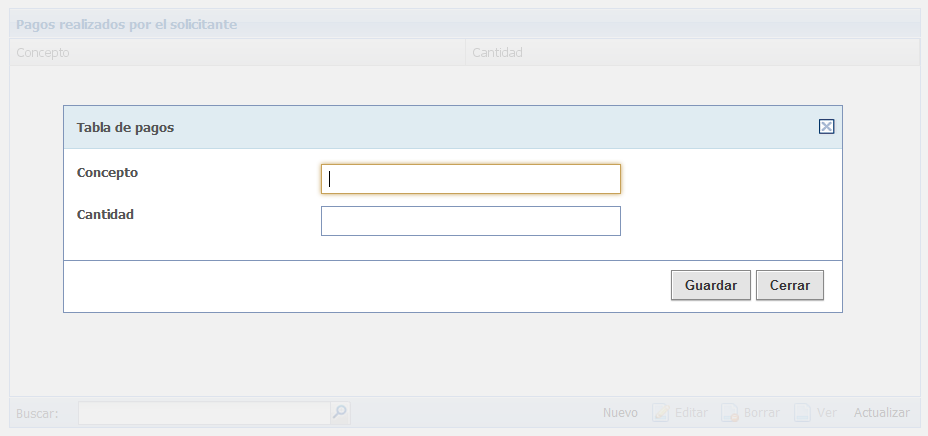 Pagos realizados por el solicitante
Concepto Cantidad
Tabla de pagos
Concepto
Cantidad
Guardar Cerrar
Buscar: Nuevo Editar Borrar Ver Actualizar